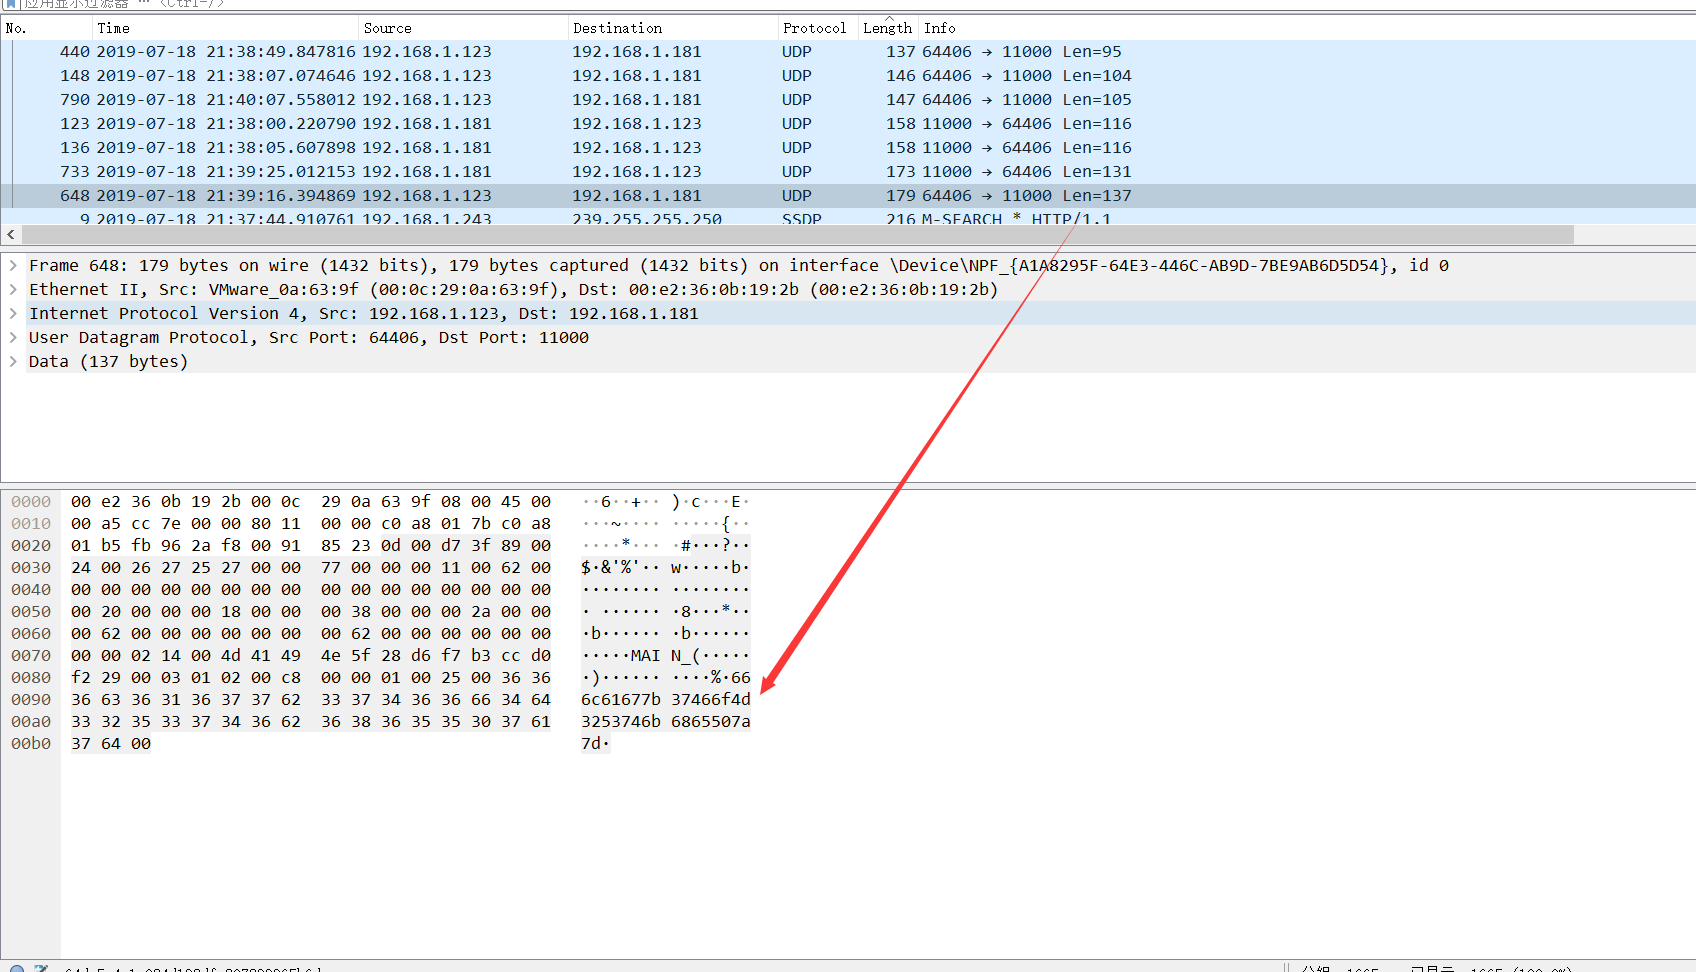 应用显示过滤器 … <Ctrl-/>
No. Time Source Destination Protocol Length Info
440 2019-07-18 21:38:49.847816 192.168.1.123 192.168.1.181 UDP 137 64406 → 11000 Len=95
148 2019-07-18 21:38:07.074646 192.168.1.123 192.168.1.181 UDP 146 64406 → 11000 Len=104
790 2019-07-18 21:40:07.558012 192.168.1.123 192.168.1.181 UDP 147 64406 → 11000 Len=105
123 2019-07-18 21:38:00.220790 192.168.1.181 192.168.1.123 UDP 158 11000 → 64406 Len=116
136 2019-07-18 21:38:05.607898 192.168.1.181 192.168.1.123 UDP 158 11000 → 64406 Len=116
733 2019-07-18 21:39:25.012153 192.168.1.181 192.168.1.123 UDP 173 11000 → 64406 Len=131
648 2019-07-18 21:39:16.394869 192.168.1.123 192.168.1.181 UDP 179 64406 → 11000 Len=137
9 2019-07-18 21:37:44.910761 192.168.1.243 239.255.255.250 SSDP 216 M-SEARCH * HTTP/1.1
Frame 648: 179 bytes on wire (1432 bits), 179 bytes captured (1432 bits) on interface \Device\NPF_{A1A8295F-64E3-446C-AB9D-7BE9AB6D5D54}, id 0
Ethernet II, Src: VMware_0a:63:9f (00:0c:29:0a:63:9f), Dst: 00:e2:36:0b:19:2b (00:e2:36:0b:19:2b)
Internet Protocol Version 4, Src: 192.168.1.123, Dst: 192.168.1.181
User Datagram Protocol, Src Port: 64406, Dst Port: 11000
Data (137 bytes)
0000 00 e2 36 0b 19 2b 00 0c 29 0a 63 9f 08 00 45 00 ··6··+·· )·c···E·
0010 00 a5 cc 7e 00 00 80 11 00 00 c0 a8 01 7b c0 a8 ···~···· ·····{··
0020 01 b5 fb 96 2a f8 00 91 85 23 0d 00 d7 3f 89 00 ····*··· ·#···?··
0030 24 00 26 27 25 27 00 00 77 00 00 00 11 00 62 00 $·&'%'·· w·····b·
0040 00 00 00 00 00 00 00 00 00 00 00 00 00 00 00 00 ········ ········
0050 00 20 00 00 00 18 00 00 00 38 00 00 00 2a 00 00 · ······ ·8···*··
0060 00 62 00 00 00 00 00 00 00 62 00 00 00 00 00 00 ·b······ ·b······
0070 00 00 02 14 00 4d 41 49 4e 5f 28 d6 f7 b3 cc d0 ·····MAI N_(·····
0080 f2 29 00 03 01 02 00 c8 00 00 01 00 25 00 36 36 ·)······ ····%·66
0090 36 63 36 31 36 37 37 62 33 37 34 36 36 66 34 64 6c61677b 37466f4d
00a0 33 32 35 33 37 34 36 62 36 38 36 35 35 30 37 61 3253746b 6865507a
00b0 37 64 00 7d·